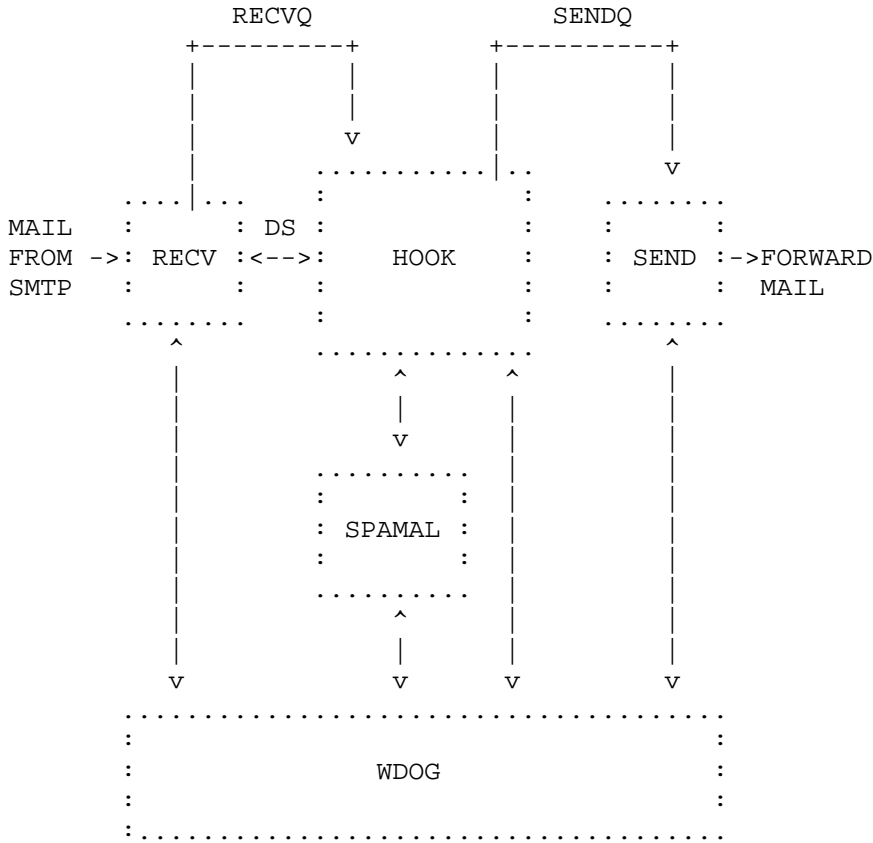 RECVQ SENDQ
MAIL DS
FROM -> RECV <--> HOOK SEND ->FORWARD
SMTP MAIL
SPAMAL
WDOG